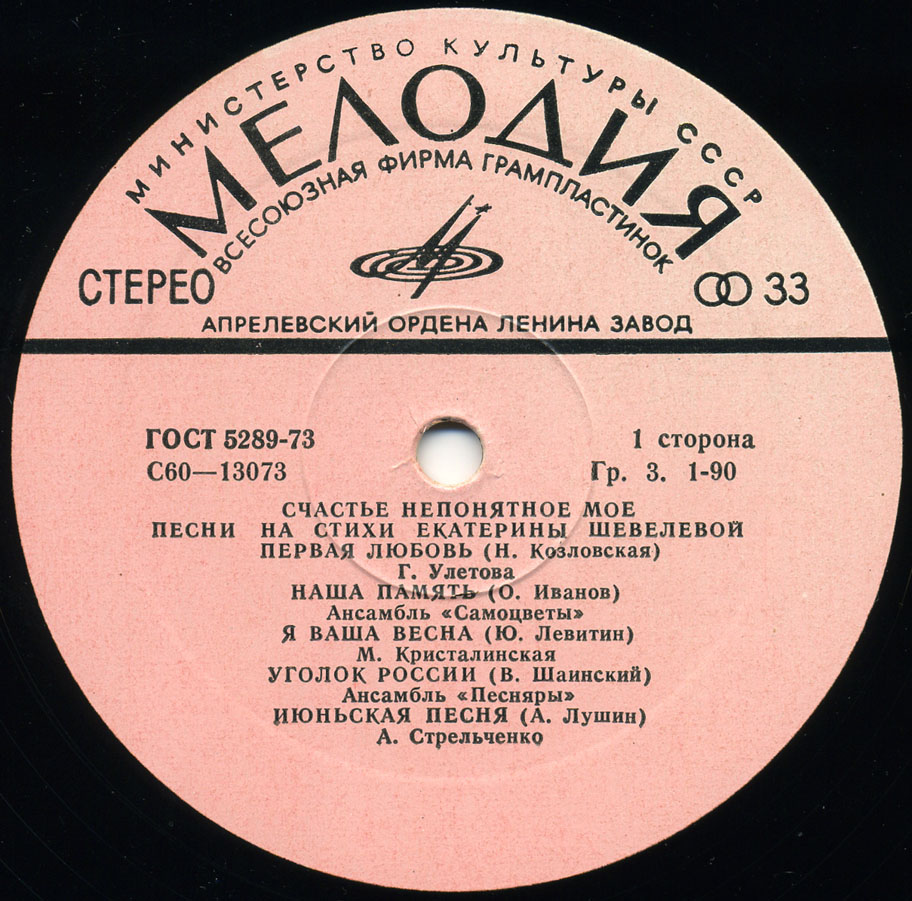 МИНИСТЕРСТВО КУЛЬТУРЫ СССР
МЕЛОДИЯ
ВСЕСОЮЗНАЯ ФИРМА ГРАМПЛАСТИНОК
СТЕРЕО
33
АПРЕЛЕВСКИЙ ОРДЕНА ЛЕНИНА ЗАВОД
ГОСТ 5289-73
1 сторона
С60—13073
Гр. 3. 1-90
СЧАСТЬЕ НЕПОНЯТНОЕ МОЕ
ПЕСНИ НА СТИХИ ЕКАТЕРИНЫ ШЕВЕЛЕВОЙ
ПЕРВАЯ ЛЮБОВЬ (Н. Козловская)
Г. Улетова
НАША ПАМЯТЬ (О. Иванов)
Ансамбль «Самоцветы»
Я ВАША ВЕСНА (Ю. Левитин)
М. Кристалинская
УГОЛОК РОССИИ (В. Шаинский)
Ансамбль «Песняры»
ИЮНЬСКАЯ ПЕСНЯ (А. Лушин)
А. Стрельченко